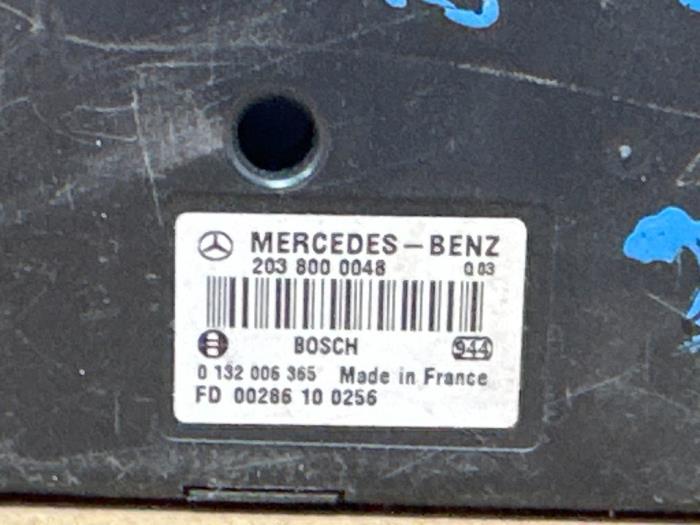 MERCEDES-BENZ
203 800 0048 Q 03
BOSCH 944
0 132 006 365 Made in France
FD 00286 10 0256